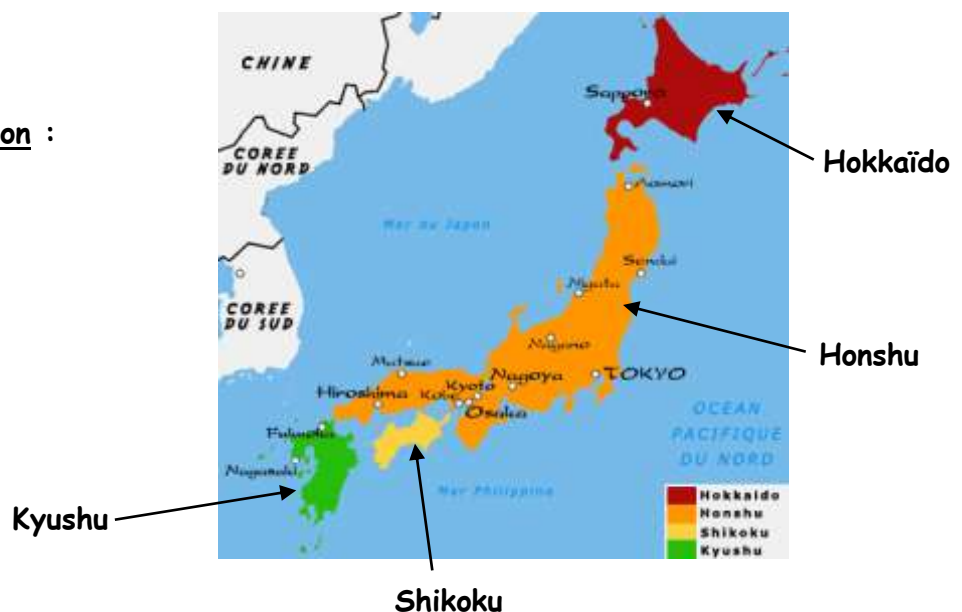 on :
CHINE
Sapporo
Hokkaïdo
COREE
DU NORD
Aomori
Mer du Japon
Sendai
Niigata
COREE
DU SUD
Honshu
Nagano
Matsue
Nagoya
TOKYO
Kyoto
Hiroshima
Kobe
Osaka
OCEAN
PACIFIQUE
DU NORD
Fukuoka
Nagasaki
Mer Philippine
Hokkaido
Honshu
Shikoku
Kyushu
Kyushu
Shikoku